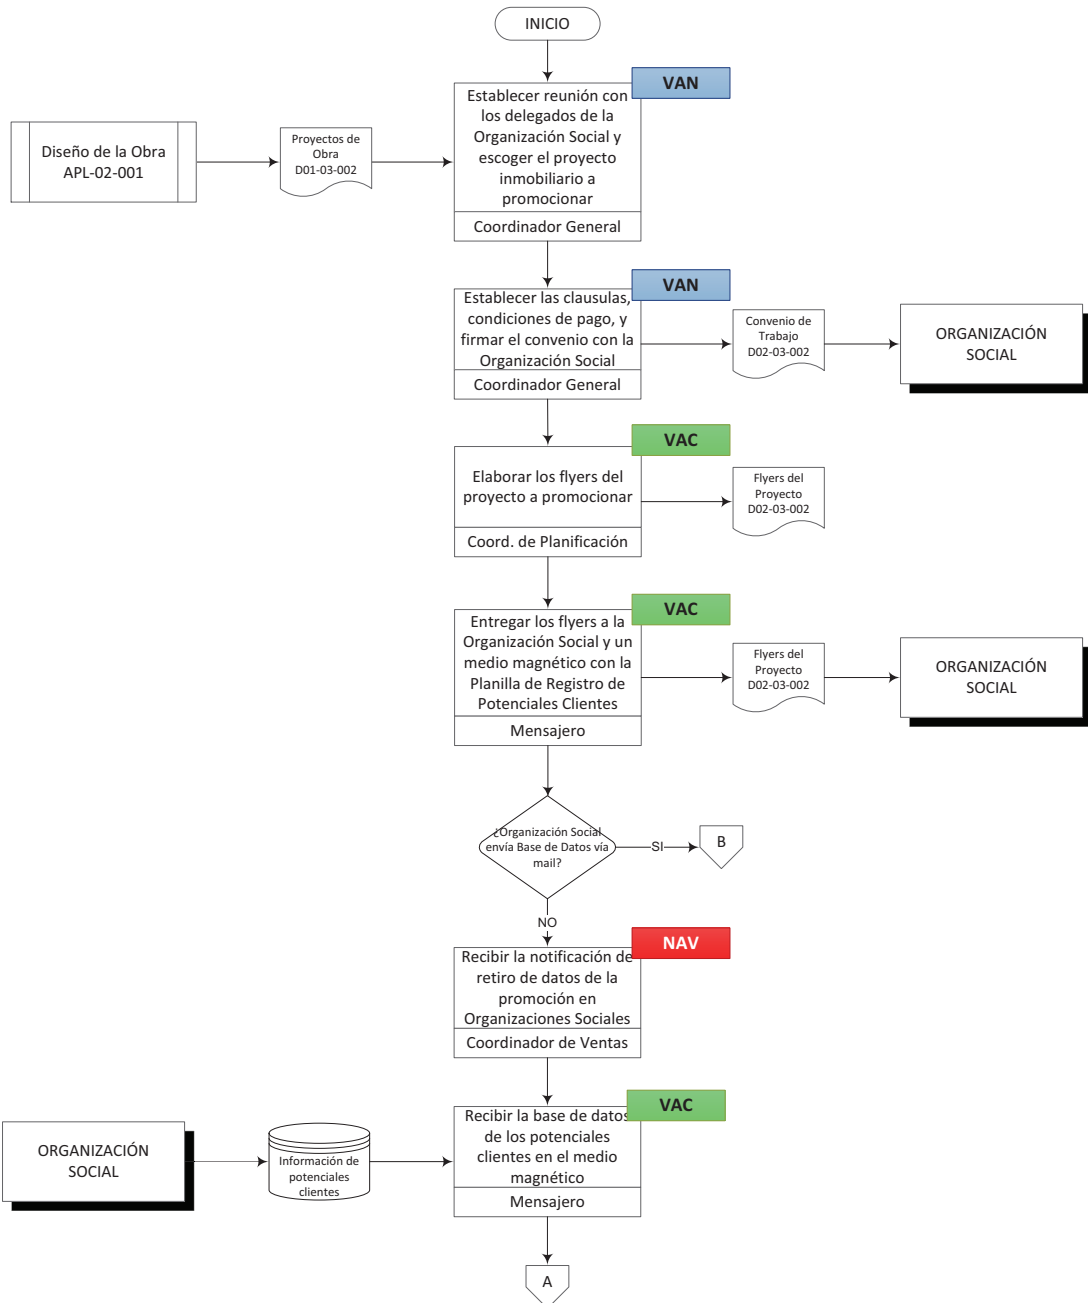 INICIO
VAN
Establecer reunión con
los delegados de la
Organización Social y
escoger el proyecto
inmobiliario a
promocionar
Coordinador General
Diseño de la Obra
APL-02-001
Proyectos de
Obra
D01-03-002
VAN
Establecer las clausulas,
condiciones de pago, y
firmar el convenio con la
Organización Social
Coordinador General
Convenio de
Trabajo
D02-03-002
ORGANIZACIÓN
SOCIAL
VAC
Elaborar los flyers del
proyecto a promocionar
Coord. de Planificación
Flyers del
Proyecto
D02-03-002
VAC
Entregar los flyers a la
Organización Social y un
medio magnético con la
Planilla de Registro de
Potenciales Clientes
Mensajero
Flyers del
Proyecto
D02-03-002
ORGANIZACIÓN
SOCIAL
¿Organización Social
envía Base de Datos vía
mail?
SI
B
NO
NAV
Recibir la notificación de
retiro de datos de la
promoción en
Organizaciones Sociales
Coordinador de Ventas
VAC
Recibir la base de datos
de los potenciales
clientes en el medio
magnético
Mensajero
ORGANIZACIÓN
SOCIAL
Información de
potenciales
clientes
A